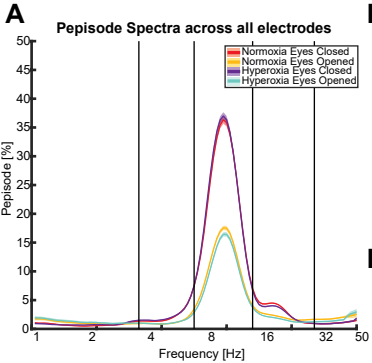 A
Pepisode Spectra across all electrodes
50
45
40
35
30
25
20
15
10
5
0
Pepisode [%]
Normoxia Eyes Closed
Normoxia Eyes Opened
Hyperoxia Eyes Closed
Hyperoxia Eyes Opened
1 2 4 8 16 32 50
Frequency [Hz]